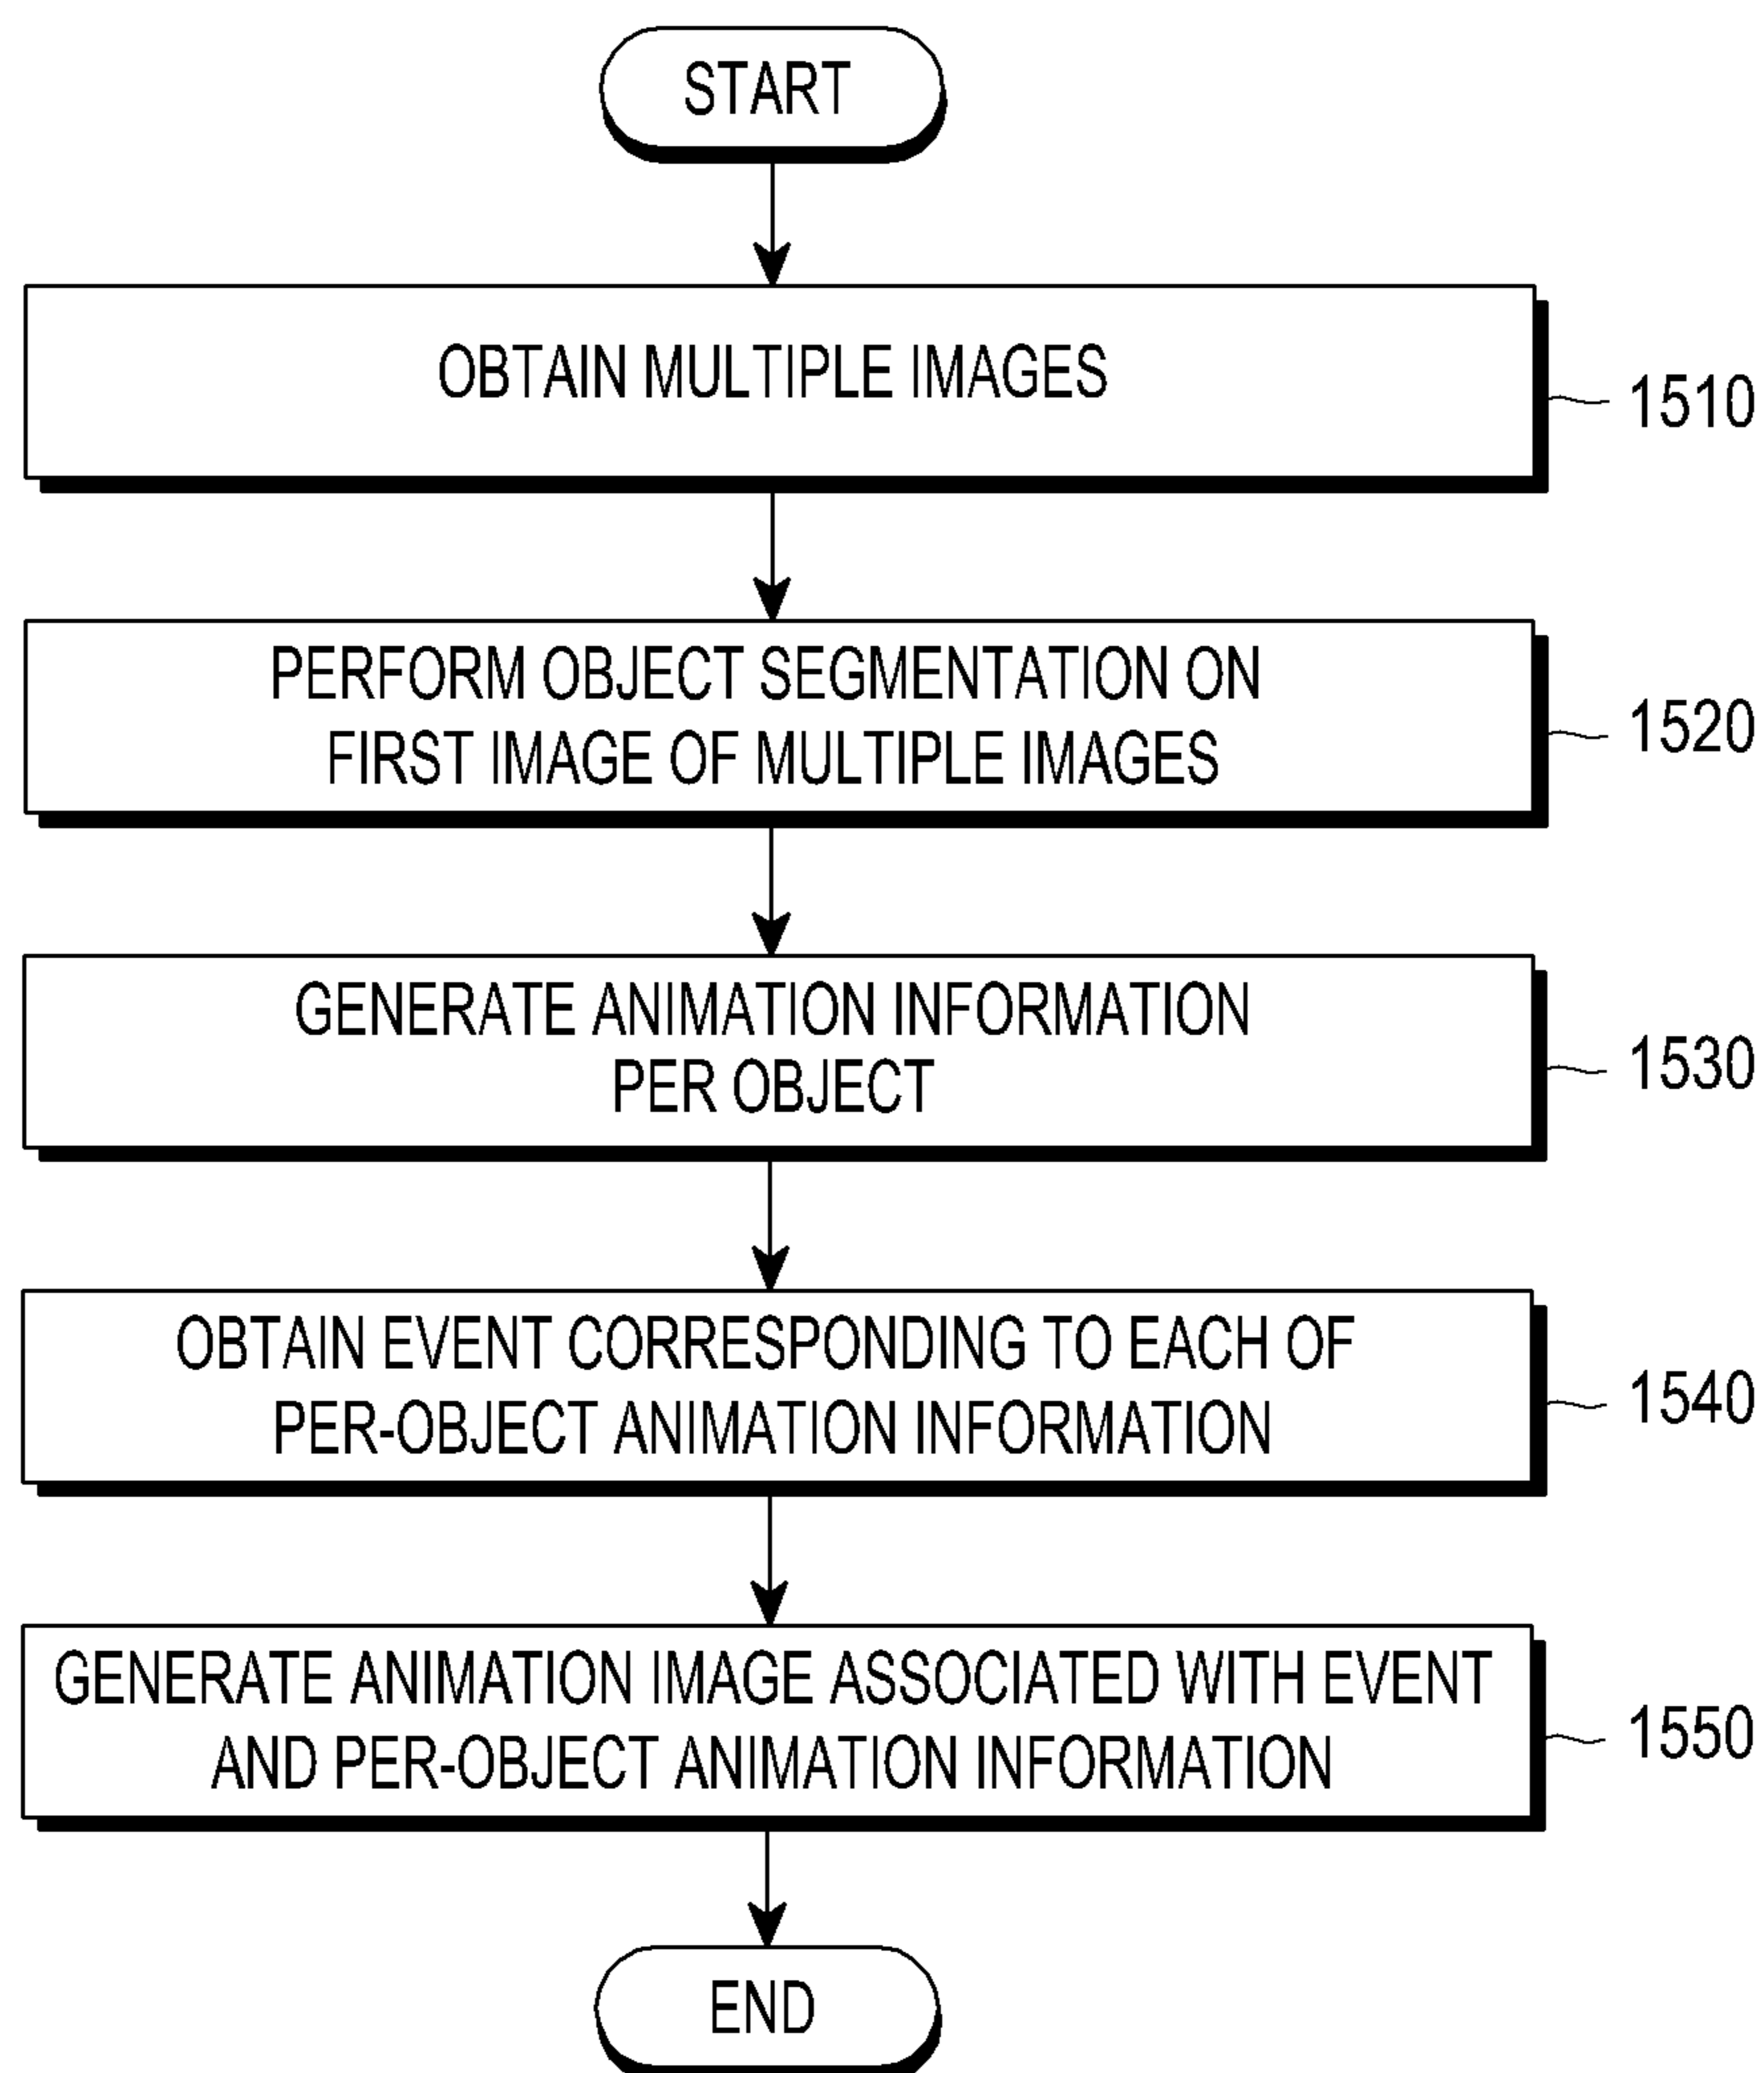 START
OBTAIN MULTIPLE IMAGES
1510
PERFORM OBJECT SEGMENTATION ON
FIRST IMAGE OF MULTIPLE IMAGES
1520
GENERATE ANIMATION INFORMATION
PER OBJECT
1530
OBTAIN EVENT CORRESPONDING TO EACH OF
PER-OBJECT ANIMATION INFORMATION
1540
GENERATE ANIMATION IMAGE ASSOCIATED WITH EVENT
AND PER-OBJECT ANIMATION INFORMATION
1550
END